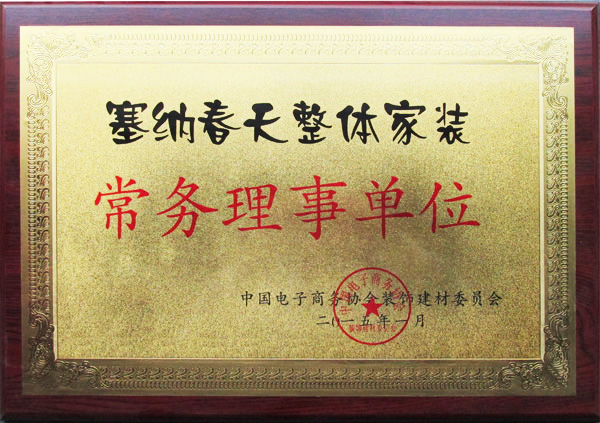 塞纳春天整体家装
常务理事单位
中国电子商务协会装饰建材委员会
二〇一五年一月